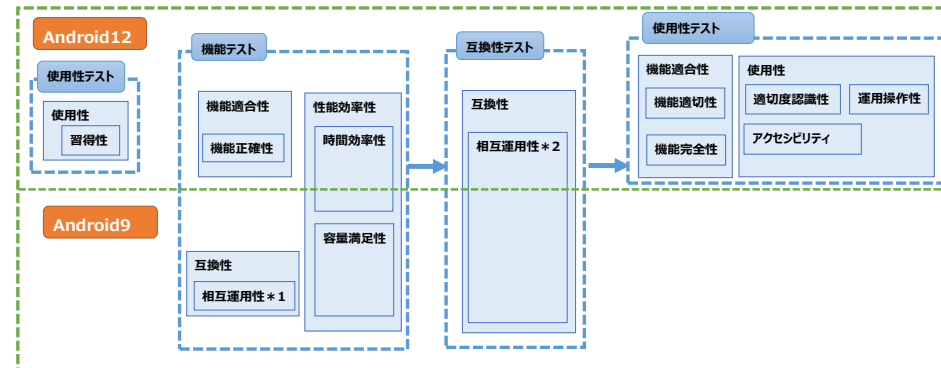 Android12
使用性テスト
使用性
習得性
機能テスト
機能適合性
機能正確性
性能効率性
時間効率性
容量満足性
互換性
相互運用性＊1
互換性テスト
互換性
相互運用性＊2
使用性テスト
機能適合性
機能適切性
機能完全性
使用性
適切度認識性
運用操作性
アクセシビリティ
Android9